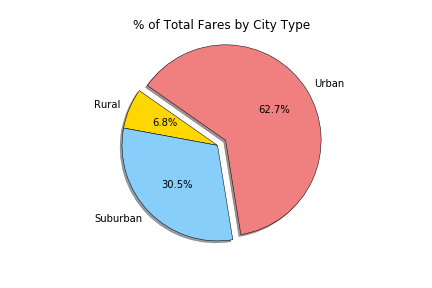 % of Total Fares by City Type
Urban
Rural
62.7%
6.8%
30.5%
Suburban